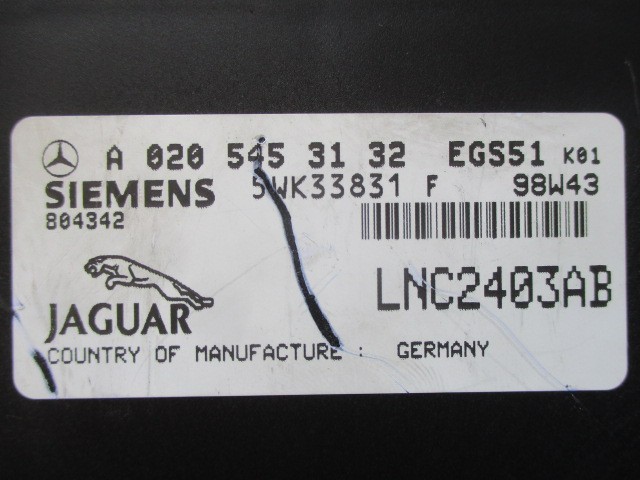 A 020 545 31 32 EGS51 K01
SIEMENS 5WK33831 F 98W43
804342
LNC2403AB
JAGUAR
COUNTRY OF MANUFACTURE : GERMANY